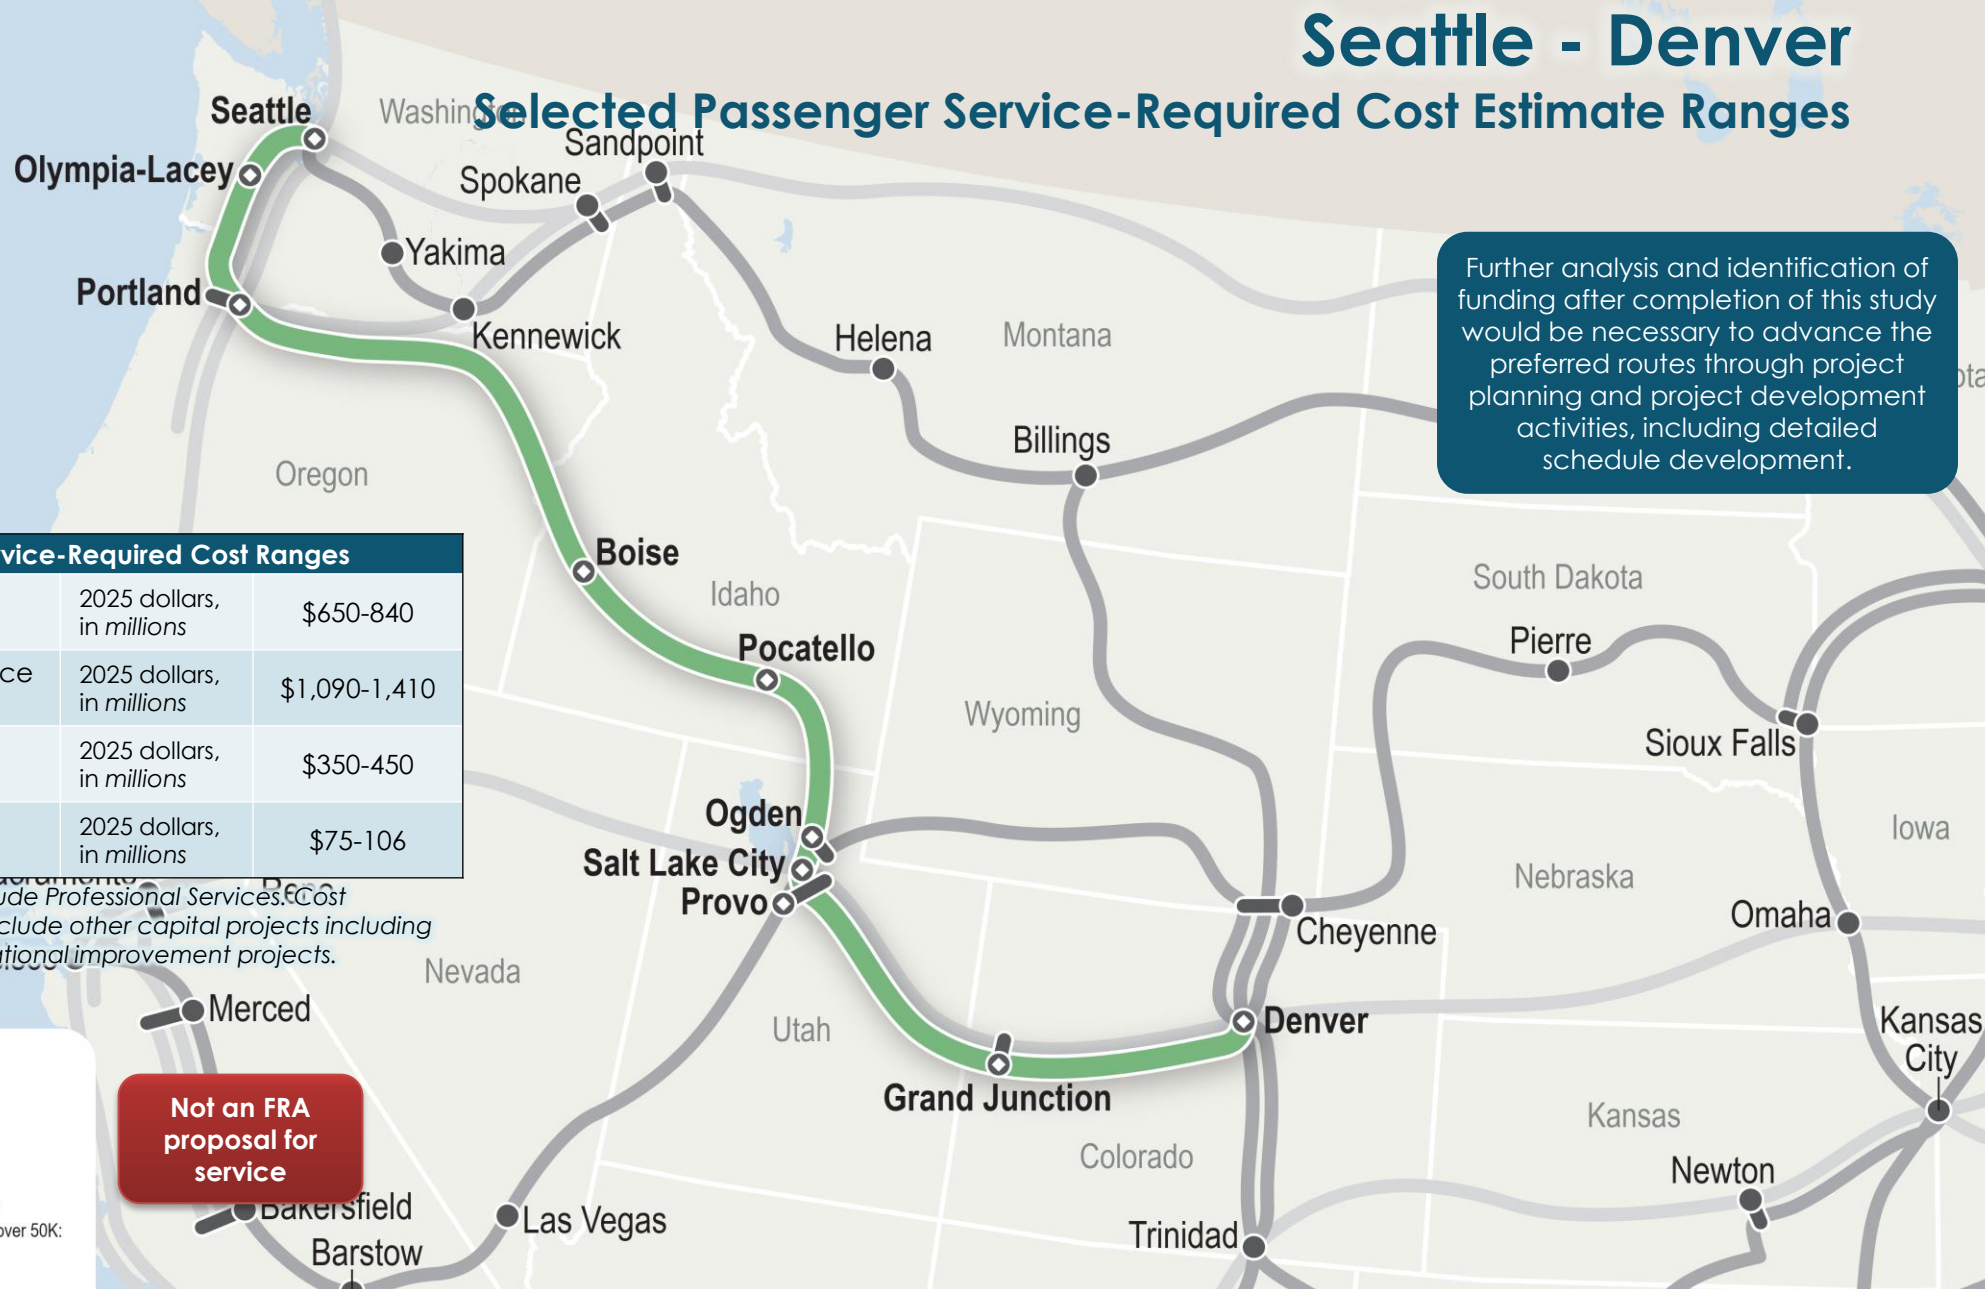 Seattle - Denver
Selected Passenger Service-Required Cost Estimate Ranges
Seattle
Washington
Sandpoint
Olympia-Lacey
Spokane
Yakima
Portland
Kennewick
Helena
Montana
Further analysis and identification of
funding after completion of this study
would be necessary to advance the
preferred routes through project
planning and project development
activities, including detailed
schedule development.
Billings
Oregon
Boise
Idaho
South Dakota
Pocatello
Pierre
Wyoming
Sioux Falls
vice-Required Cost Ranges
2025 dollars,
in millions
$650-840
ce
2025 dollars,
in millions
$1,090-1,410
2025 dollars,
in millions
$350-450
2025 dollars,
in millions
$75-106
ude Professional Services. Cost
clude other capital projects including
ational improvement projects.
Reno
Ogden
Salt Lake City
Provo
Iowa
Nebraska
Omaha
Cheyenne
Nevada
Merced
Utah
Denver
Kansas
City
Grand Junction
Not an FRA
proposal for
service
Colorado
Kansas
Newton
Bakersfield
Las Vegas
Trinidad
Barstow
over 50K: